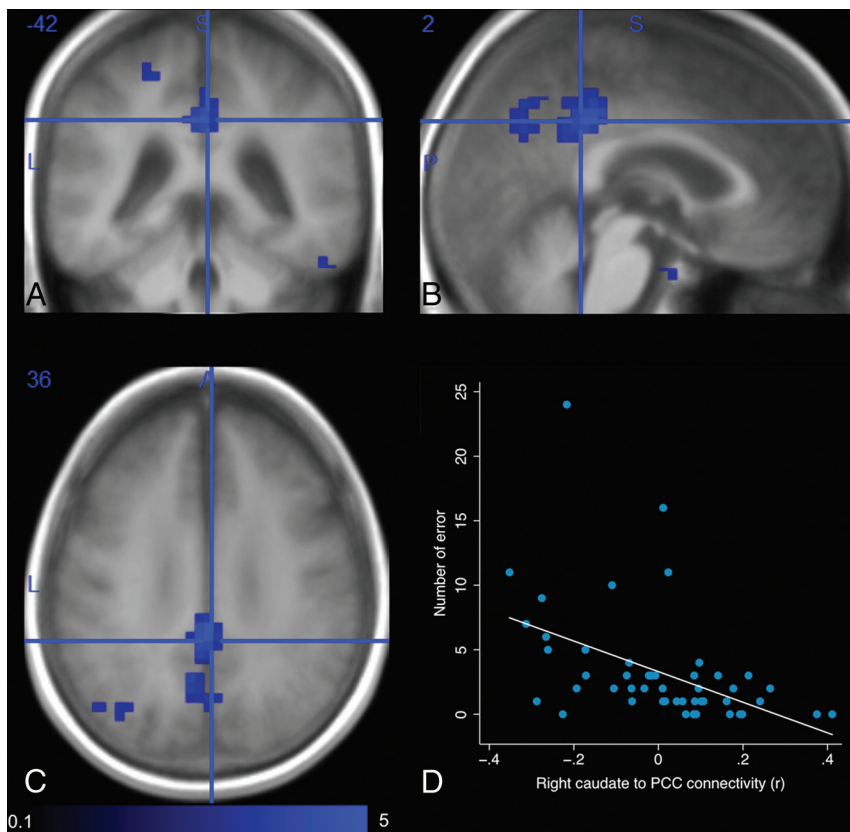 -42
S
L
A
2
S
P
B
36
A
L
C
0.1
5
25
20
15
10
5
0
Number of error
-.4
-.2
0
.2
.4
Right caudate to PCC connectivity (r)
D